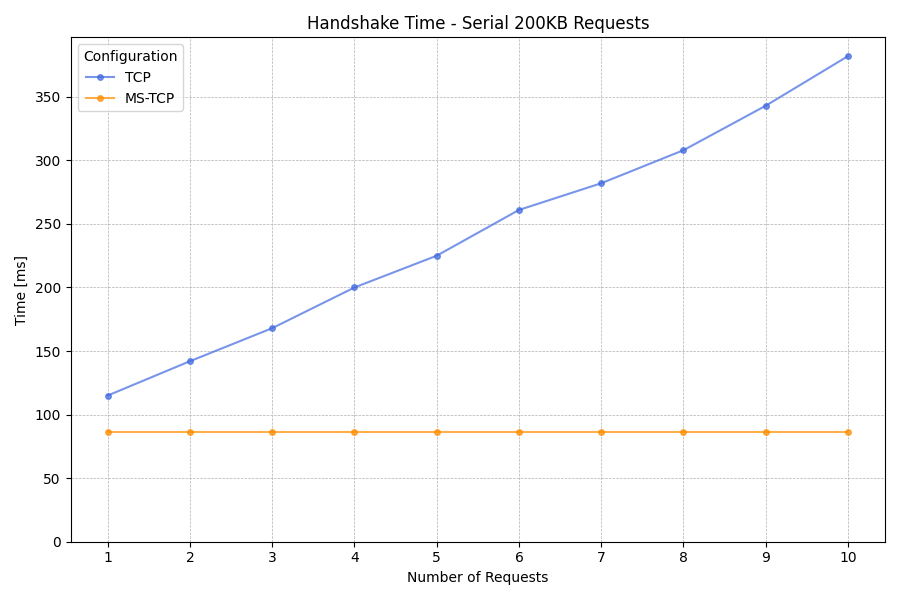 Handshake Time - Serial 200KB Requests
Configuration
TCP
MS-TCP
Time [ms]
350
300
250
200
150
100
50
0
1 2 3 4 5 6 7 8 9 10
Number of Requests